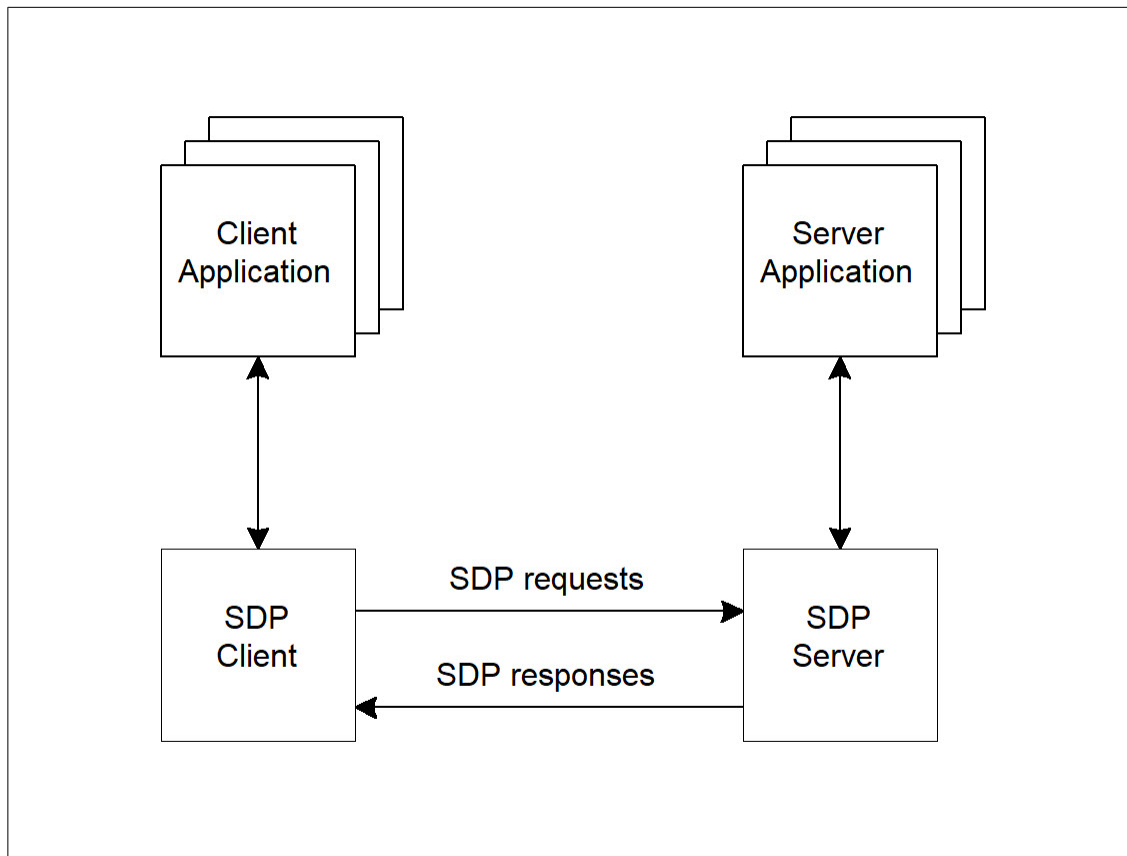 Client
Application
Server
Application
SDP requests
SDP
Client
SDP
Server
SDP responses